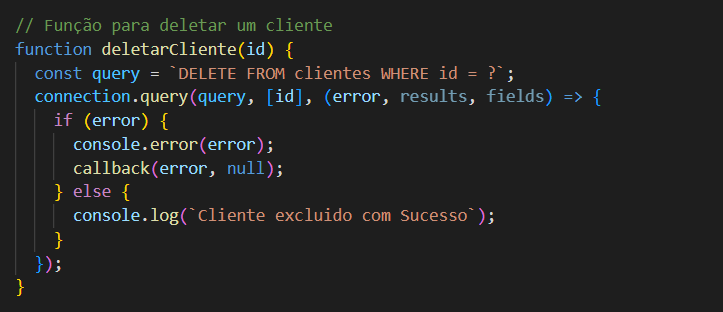 // Função para deletar um cliente
function deletarCliente(id) {
  const query = `DELETE FROM clientes WHERE id = ?`;
  connection.query(query, [id], (error, results, fields) => {
    if (error) {
      console.error(error);
      callback(error, null);
    } else {
      console.log(`Cliente excluido com Sucesso`);
    }
  });
}